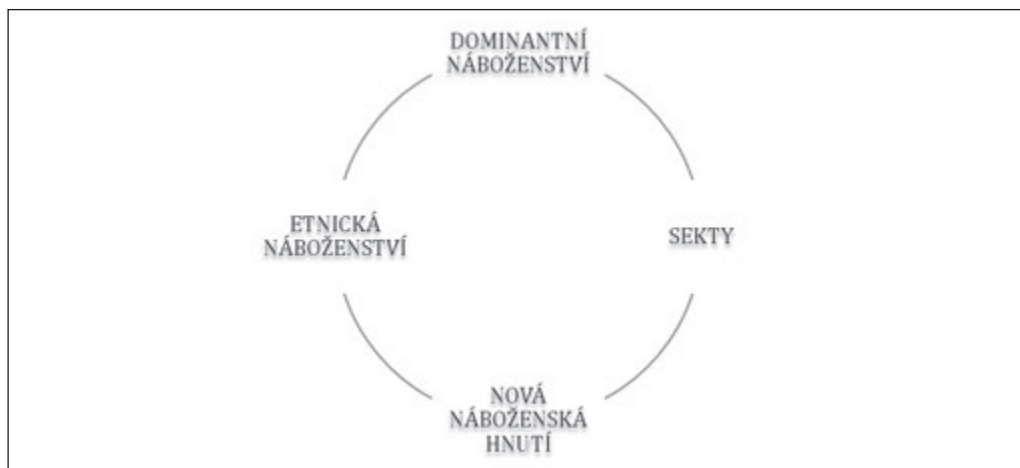 DOMINANTNÍ
NÁBOŽENSTVÍ
ETNICKÁ
NÁBOŽENSTVÍ
SEKTY
NOVÁ
NÁBOŽENSKÁ
HNUTÍ